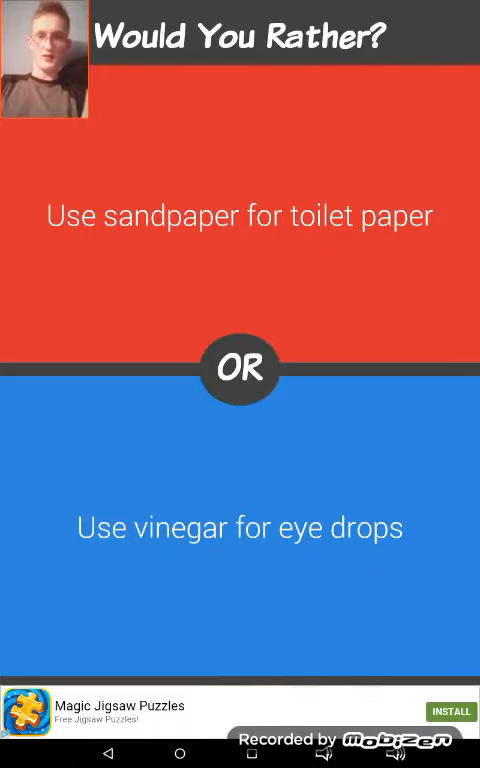 Would You Rather?
Use sandpaper for toilet paper
OR
Use vinegar for eye drops
Magic Jigsaw Puzzles
Free Jigsaw Puzzles!
INSTALL
Recorded by mobizen